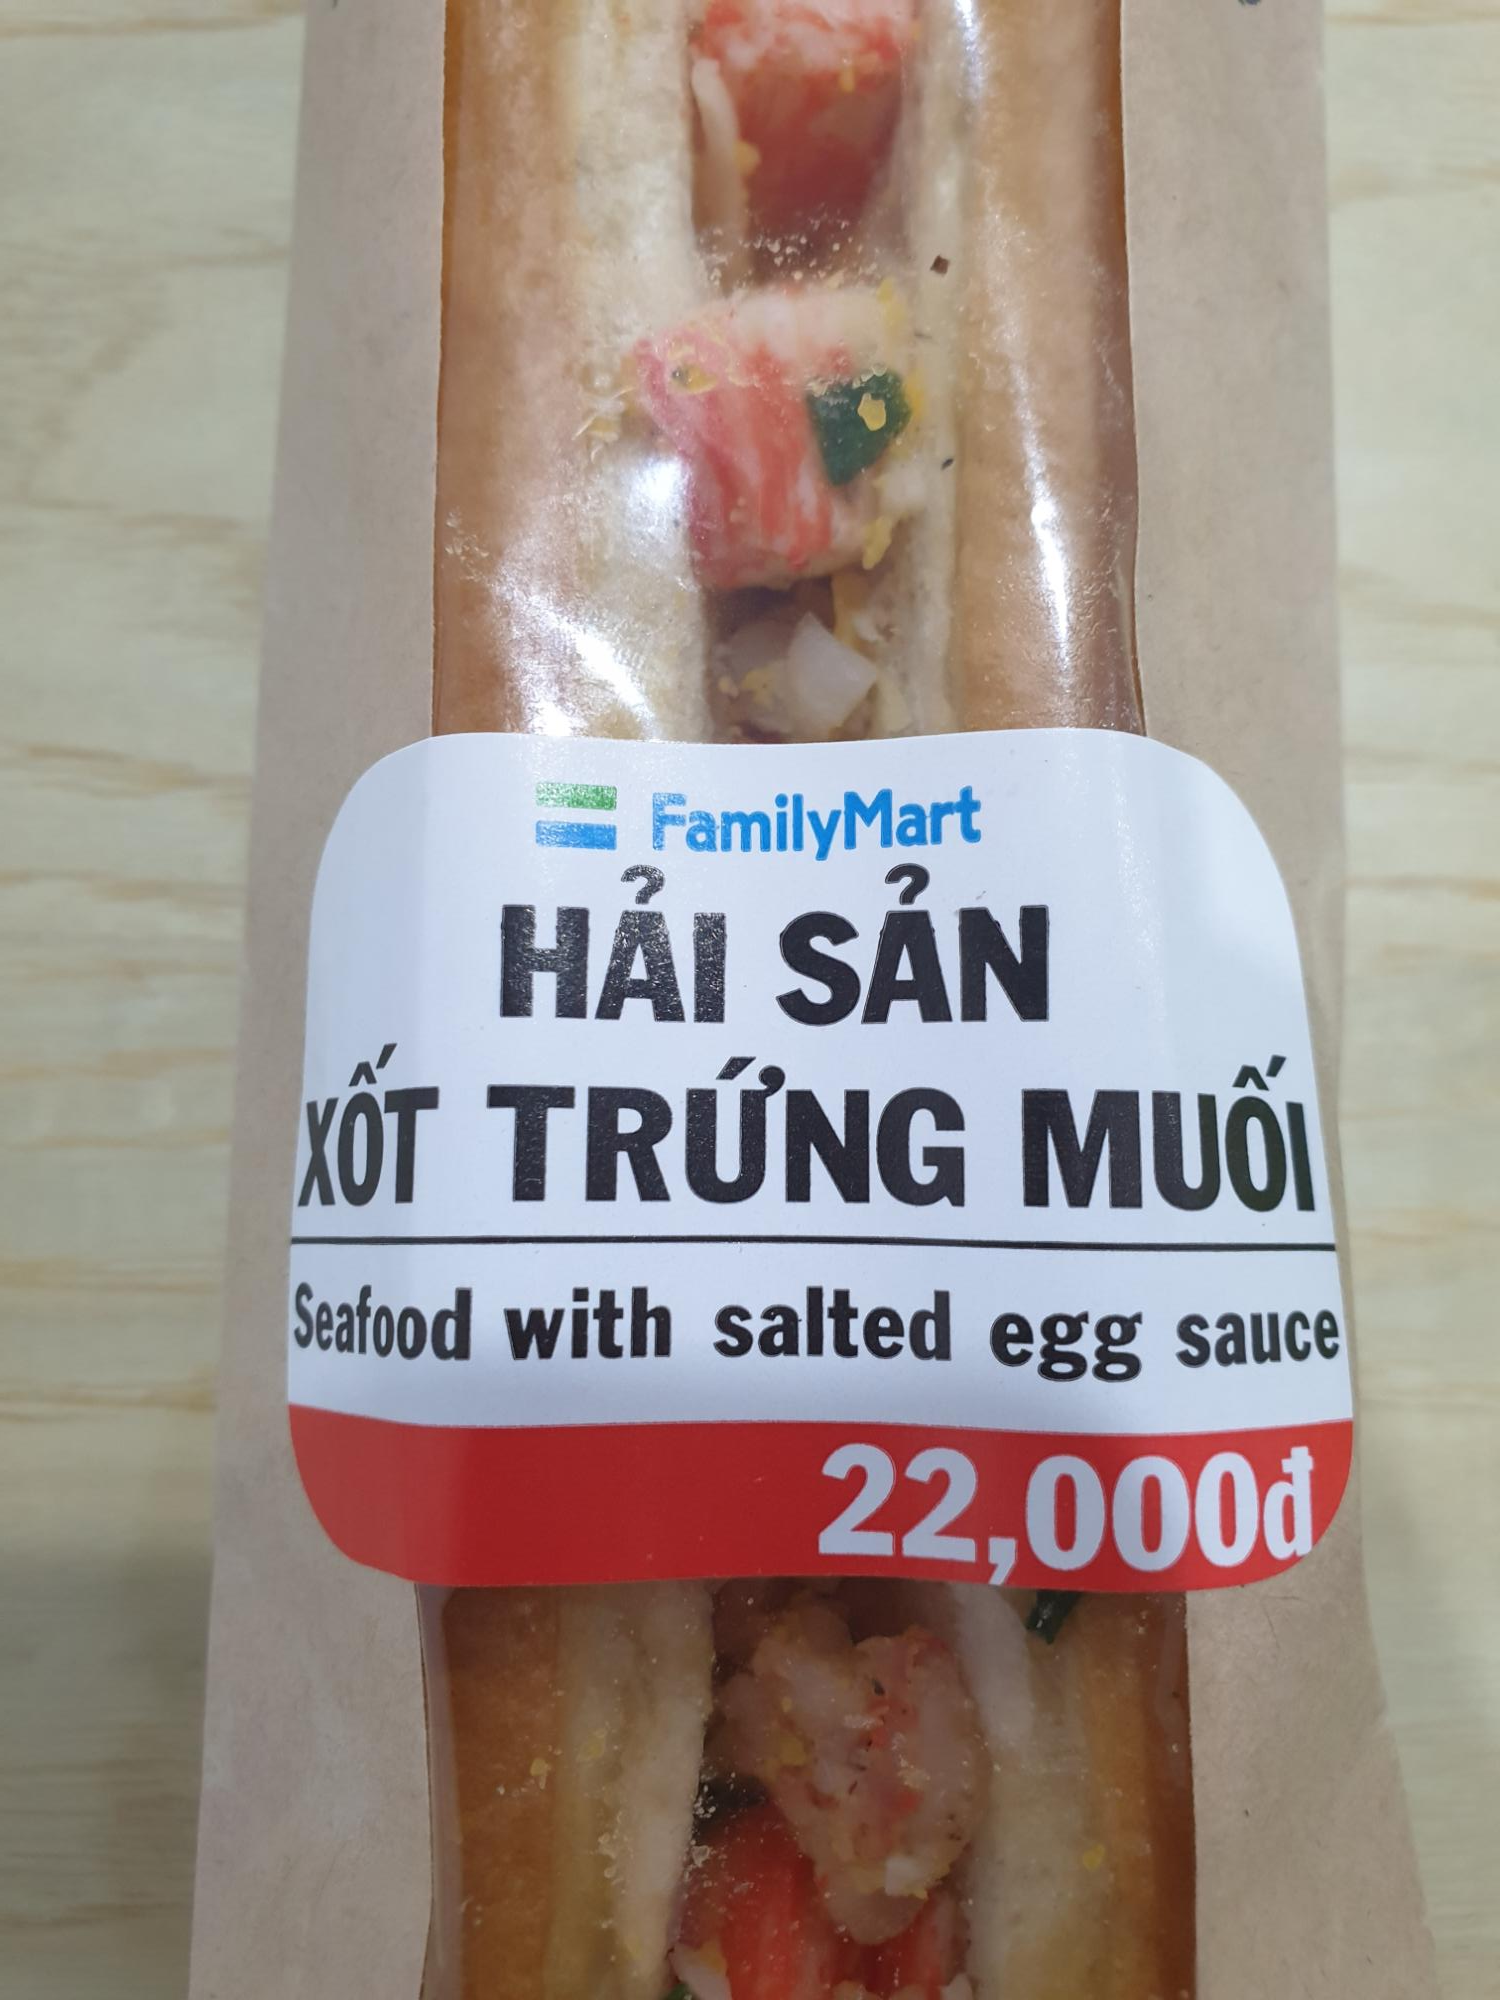 FamilyMart
HẢI SẢN
XỐT TRỨNG MUỐI
Seafood with salted egg sauce
22,000đ